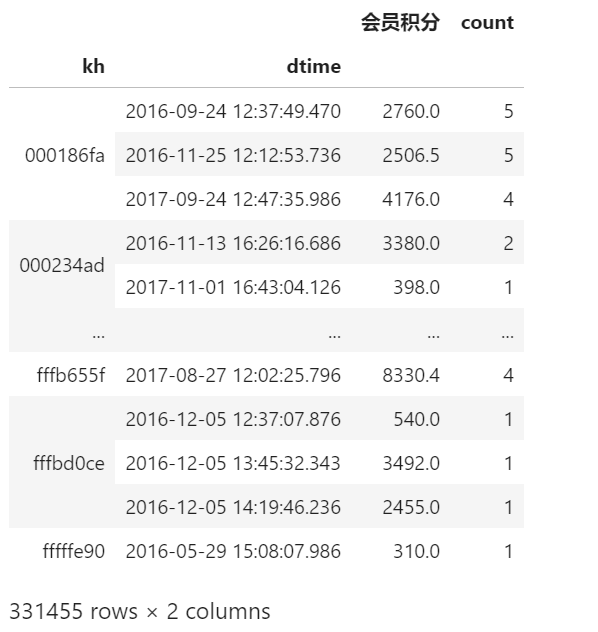 会员积分 count
kh dtime
000186fa 2016-09-24 12:37:49.470 2760.0 5
2016-11-25 12:12:53.736 2506.5 5
2017-09-24 12:47:35.986 4176.0 4
000234ad 2016-11-13 16:26:16.686 3380.0 2
2017-11-01 16:43:04.126 398.0 1
... ... ... ...
fffb655f 2017-08-27 12:02:25.796 8330.4 4
fffbd0ce 2016-12-05 12:37:07.876 540.0 1
2016-12-05 13:45:32.343 3492.0 1
2016-12-05 14:19:46.236 2455.0 1
fffffe90 2016-05-29 15:08:07.986 310.0 1
331455 rows × 2 columns